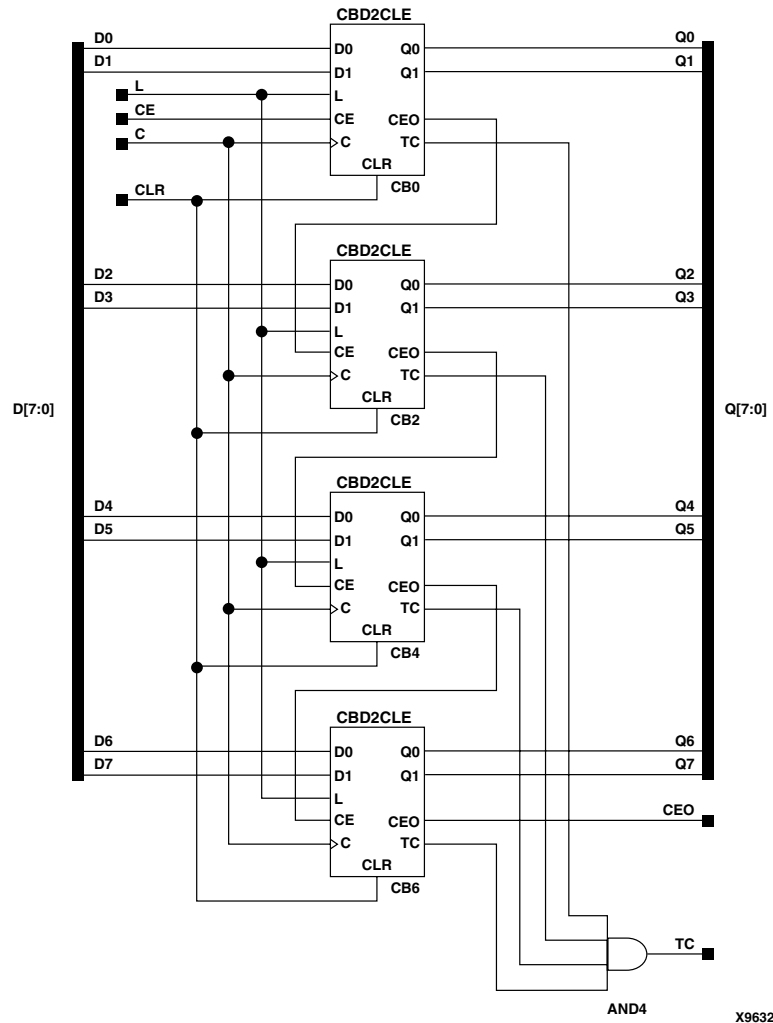 CBD2CLE
D0 D0 Q0 Q0
D1 D1 Q1 Q1
L L
CE CE CEO
C C TC
CLR
CLR CB0
CBD2CLE
D2 D0 Q0 Q2
D3 D1 Q1 Q3
L
CE CEO
C TC
CLR
D[7:0] Q[7:0]
CB2
CBD2CLE
D4 D0 Q0 Q4
D5 D1 Q1 Q5
L
CE CEO
C TC
CLR
CB4
CBD2CLE
D6 D0 Q0 Q6
D7 D1 Q1 Q7
L
CE CEO CEO
C TC
CLR
CB6
TC
AND4
X9632